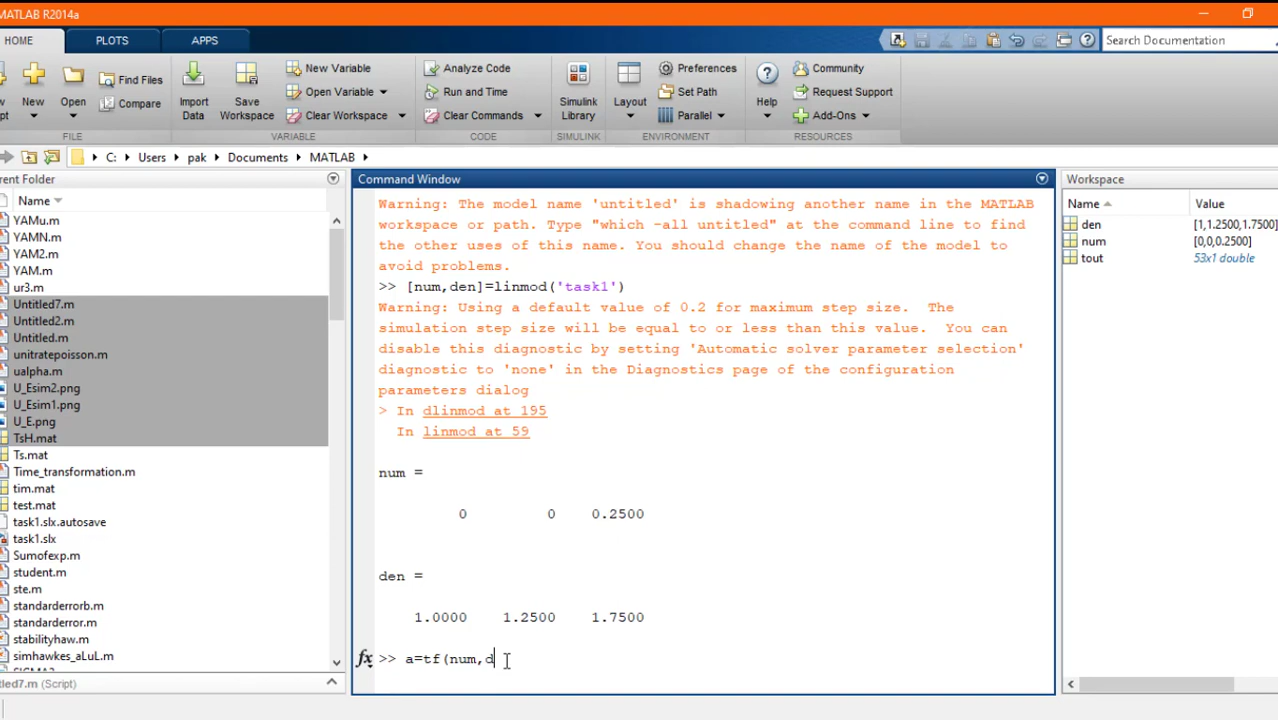 MATLAB R2014a
HOME
PLOTS
APPS
Search Documentation
New
Open
Find Files
Compare
Import Data
Save Workspace
New Variable
Open Variable
Clear Workspace
Analyze Code
Run and Time
Clear Commands
Simulink Library
Layout
Preferences
Set Path
Parallel
Help
Community
Request Support
Add-Ons
FILE
VARIABLE
CODE
SIMULINK
ENVIRONMENT
RESOURCES
C: Users pak Documents MATLAB
rent Folder
Name
YAMu.m
YAMN.m
YAM2.m
YAM.m
ur3.m
Untitled7.m
Untitled2.m
Untitled.m
unitratepoisson.m
ualpha.m
U_Esim2.png
U_Esim1.png
U_E.png
TsH.mat
Ts.mat
Time_transformation.m
tim.mat
test.mat
task1.slx.autosave
task1.slx
Sumofexp.m
student.m
ste.m
standarderrorb.m
standarderror.m
stabilityhaw.m
simhawkes_aLuL.m
tled7.m (Script)
Command Window
Warning: The model name 'untitled' is shadowing another name in the MATLAB
workspace or path. Type "which -all untitled" at the command line to find
the other uses of this name. You should change the name of the model to
avoid problems.
>> [num,den]=linmod('task1')
Warning: Using a default value of 0.2 for maximum step size. The
simulation step size will be equal to or less than this value. You can
disable this diagnostic by setting 'Automatic solver parameter selection'
diagnostic to 'none' in the Diagnostics page of the configuration
parameters dialog
> In dlinmod at 195
In linmod at 59
num =
0 0 0.2500
den =
1.0000 1.2500 1.7500
fx >> a=tf(num,d
Workspace
Name Value
den [1,1.2500,1.7500]
num [0,0,0.2500]
tout 53x1 double